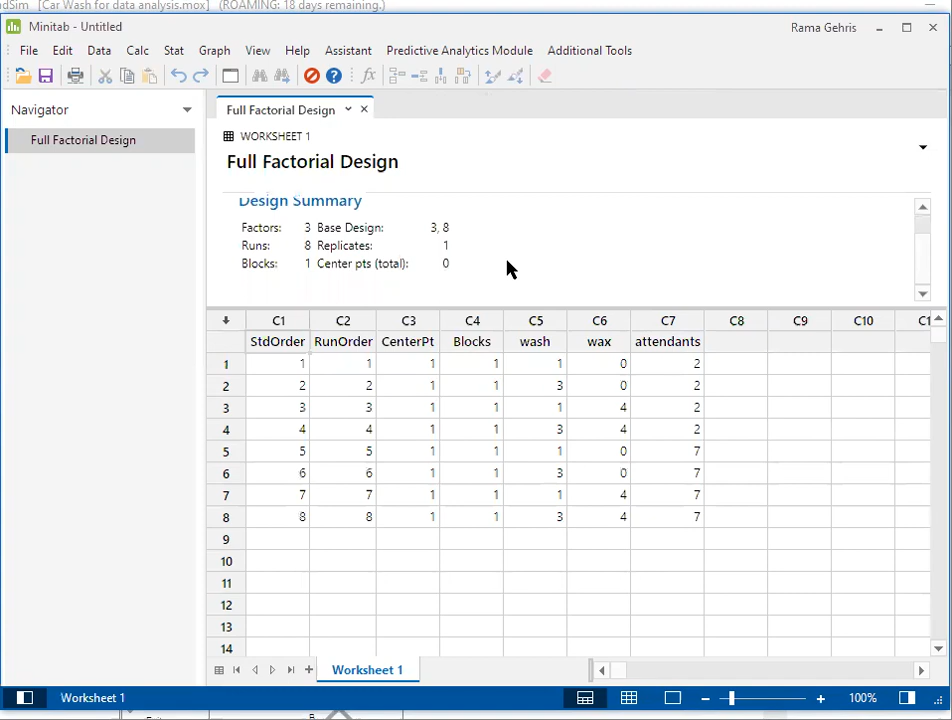 adSim [Car Wash for data analysis.mox] (ROAMING: 18 days remaining.)
Minitab - Untitled Rama Gehris
File Edit Data Calc Stat Graph View Help Assistant Predictive Analytics Module Additional Tools
Navigator
Full Factorial Design
Full Factorial Design
WORKSHEET 1
Full Factorial Design
Design Summary
Factors: 3 Base Design: 3, 8
Runs: 8 Replicates: 1
Blocks: 1 Center pts (total): 0
C1 C2 C3 C4 C5 C6 C7 C8 C9 C10 C1
StdOrder RunOrder CenterPt Blocks wash wax attendants
1 1 1 1 1 1 0 2
2 2 2 1 1 3 0 2
3 3 3 1 1 1 4 2
4 4 4 1 1 3 4 2
5 5 5 1 1 1 0 7
6 6 6 1 1 3 0 7
7 7 7 1 1 1 4 7
8 8 8 1 1 3 4 7
9
10
11
12
13
14
Worksheet 1
Worksheet 1 100%